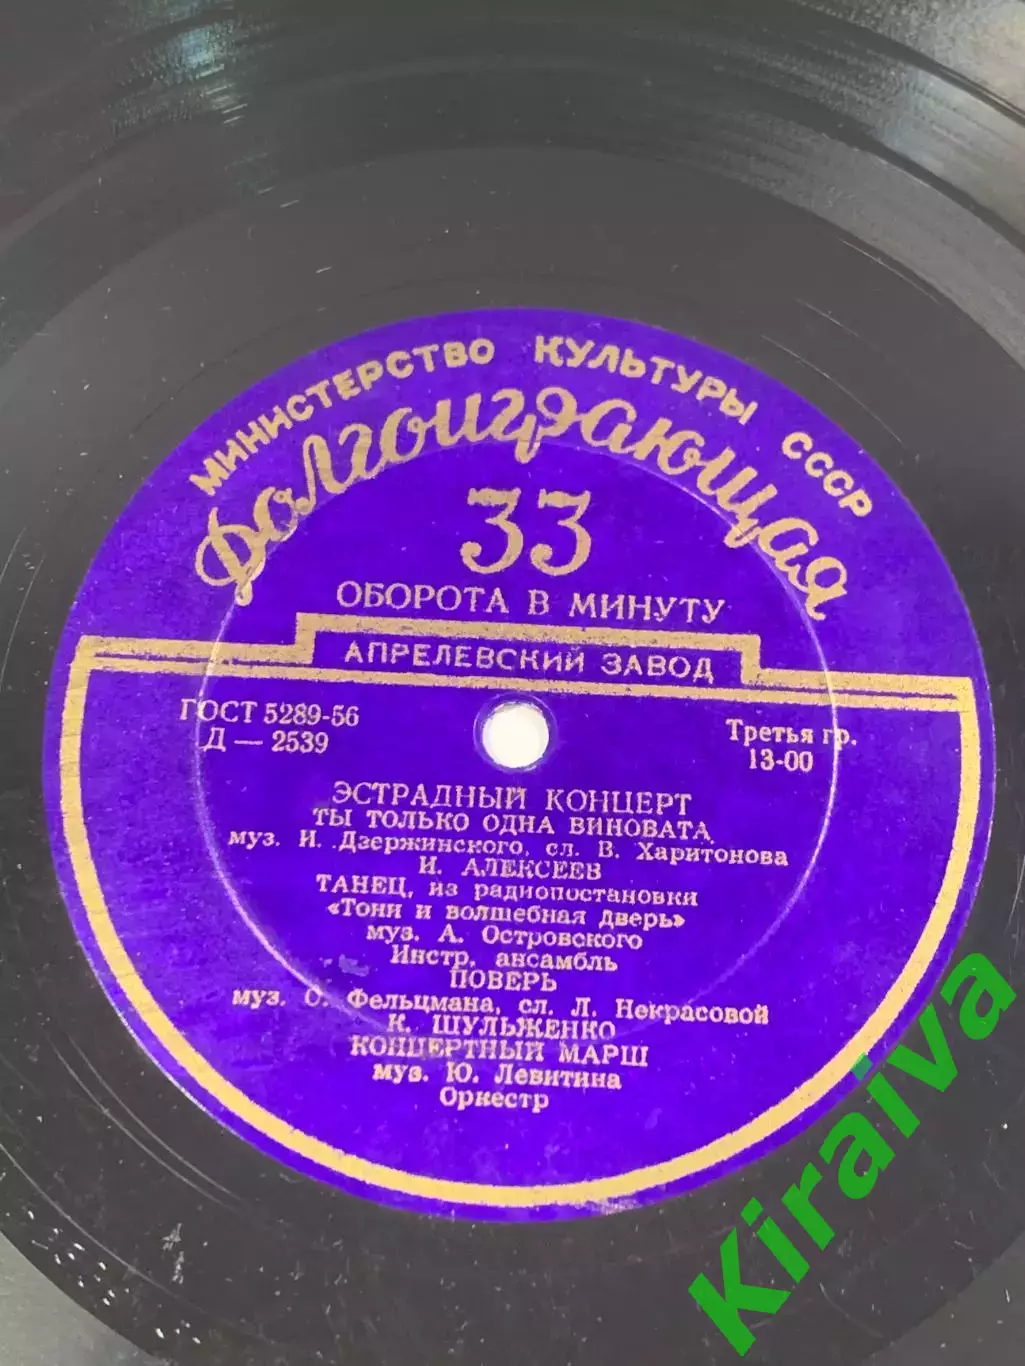 МИНИСТЕРСТВО КУЛЬТУРЫ СССР
Долгоиграющая
33
ОБОРОТА В МИНУТУ
АПРЕЛЕВСКИЙ ЗАВОД
ГОСТ 5289-56
Д — 2539
Третья гр.
13-00
ЭСТРАДНЫЙ КОНЦЕРТ
ТЫ ТОЛЬКО ОДНА ВИНОВАТА,
муз. И. Дзержинского, сл. В. Харитонова
И. АЛЕКСЕЕВ
ТАНЕЦ, из радиопостановки
«Тони и волшебная дверь»
муз. А. Островского
Инстр. ансамбль
ПОВЕРЬ
муз. О. Фельцмана, сл. Л. Некрасовой
К. ШУЛЬЖЕНКО
КОНЦЕРТНЫЙ МАРШ
муз. Ю. Левитина
Оркестр
Kiraiva